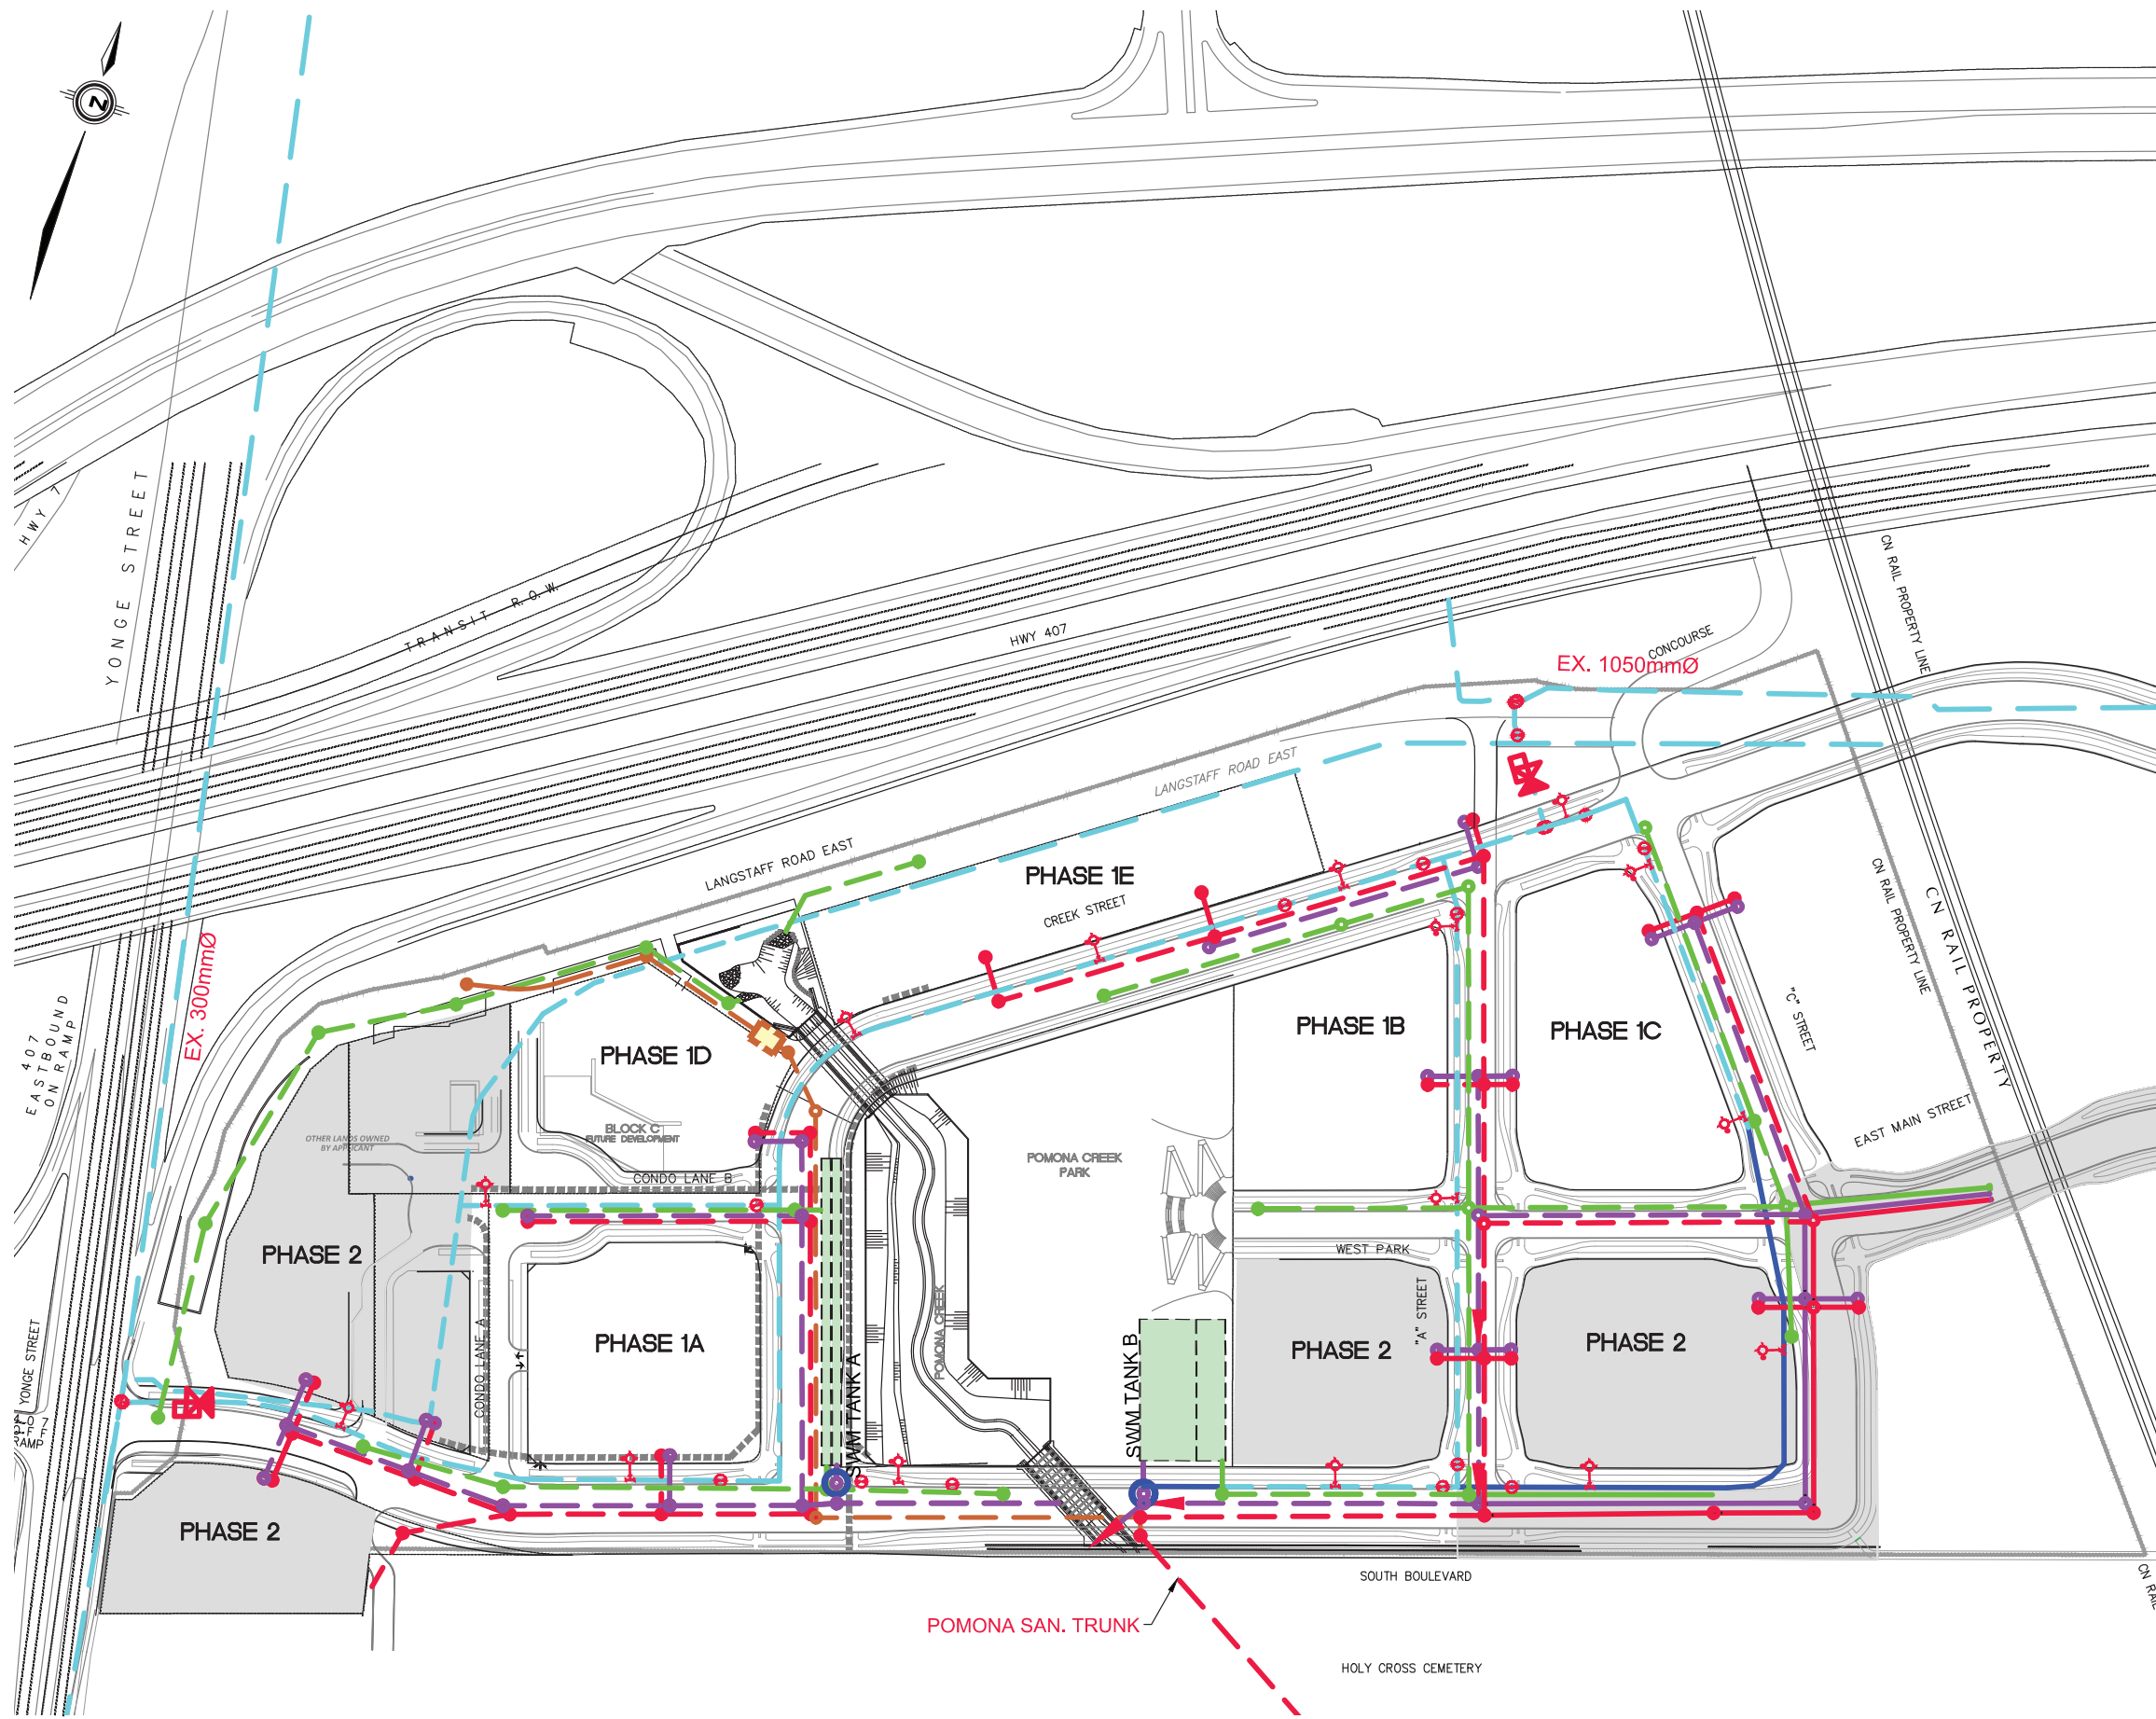 N
YONGE STREET
HWY 7
TRANSIT R.O.W.
HWY 407
CN RAIL PROPERTY LINE
CONCOURSE
EX. 1050mmØ
LANGSTAFF ROAD EAST
LANGSTAFF ROAD EAST
PHASE 1E
CREEK STREET
CN RAIL PROPERTY LINE
CN RAIL PROPERTY
EX. 300mmØ
407
EASTBOUND
ON RAMP
PHASE 1D
PHASE 1B
PHASE 1C
"C" STREET
EAST MAIN STREET
OTHER LANDS OWNED
BY APPLICANT
BLOCK C
FUTURE DEVELOPMENT
CONDO LANE B
POMONA CREEK
PARK
PHASE 2
WEST PARK
"A" STREET
CONDO LANE A
PHASE 1A
POMONA CREEK
SWM TANK A
SWM TANK B
PHASE 2
PHASE 2
YONGE STREET
RAMP
PHASE 2
SOUTH BOULEVARD
POMONA SAN. TRUNK
HOLY CROSS CEMETERY
CN RAIL